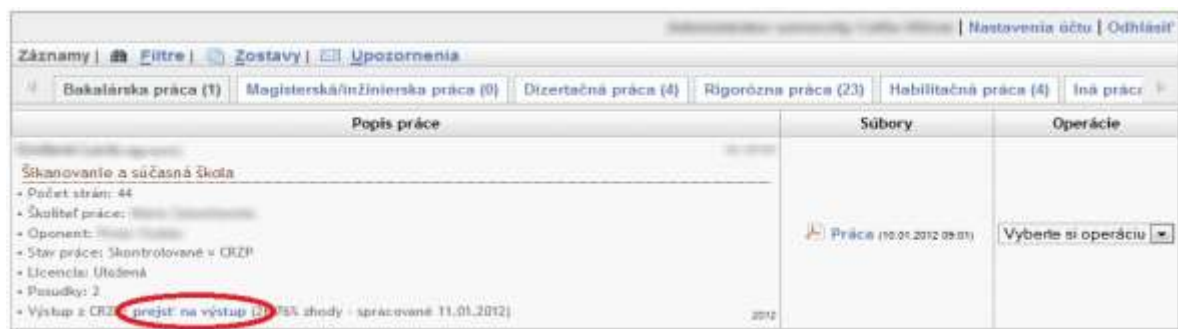 | Nastavenia účtu | Odhlásiť
Záznamy | Filtre | Zostavy | Upozornenia
Bakalárska práca (1) Magisterská/inžinierska práca (0) Dizertačná práca (4) Rigorózna práca (23) Habilitačná práca (4) Iná práca
Popis práce Súbory Operácie
Šikanovanie a súčasná škola
• Počet strán: 44
• Školiteľ práce:
• Oponent:
• Stav práce: Skontrolované v CRZP
• Licencia: Uložená
• Posudky: 2
• Výstup z prejsť na výstup zhody - spracované 11.01.2012) 2012
Práca (10.01.2012 09:01) Vyberte si operáciu